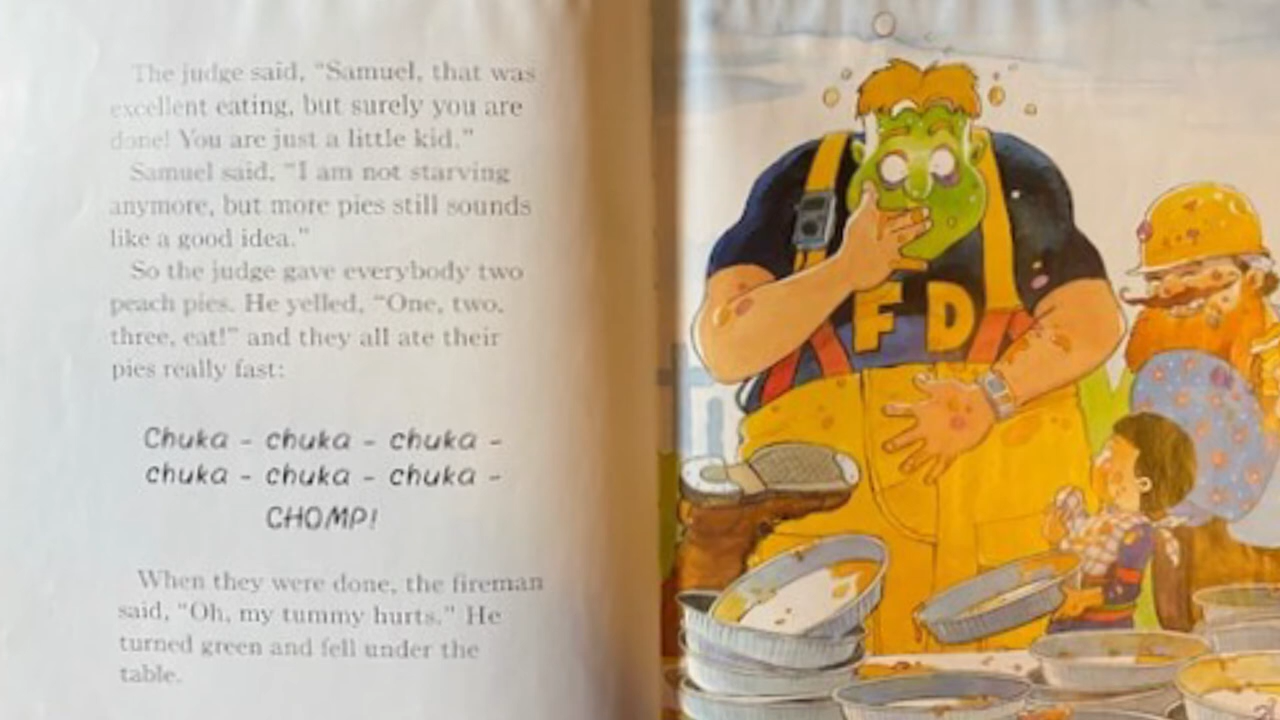 The judge said, "Samuel, that was
excellent eating, but surely you are
done! You are just a little kid."
Samuel said, "I am not starving
anymore, but more pies still sounds
like a good idea."
So the judge gave everybody two
peach pies. He yelled, "One, two,
three, eat!" and they all ate their
pies really fast:
Chuka - chuka - chuka -
chuka - chuka - chuka -
CHOMP!
When they were done, the fireman
said, "Oh, my tummy hurts." He
turned green and fell under the
table.
F D